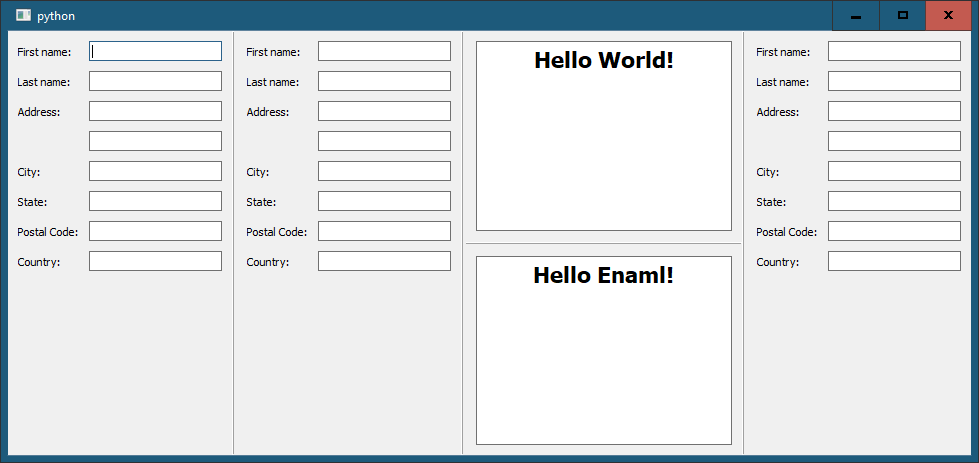 python
First name:
Last name:
Address:
City:
State:
Postal Code:
Country:
First name:
Last name:
Address:
City:
State:
Postal Code:
Country:
Hello World!
Hello Enaml!
First name:
Last name:
Address:
City:
State:
Postal Code:
Country: